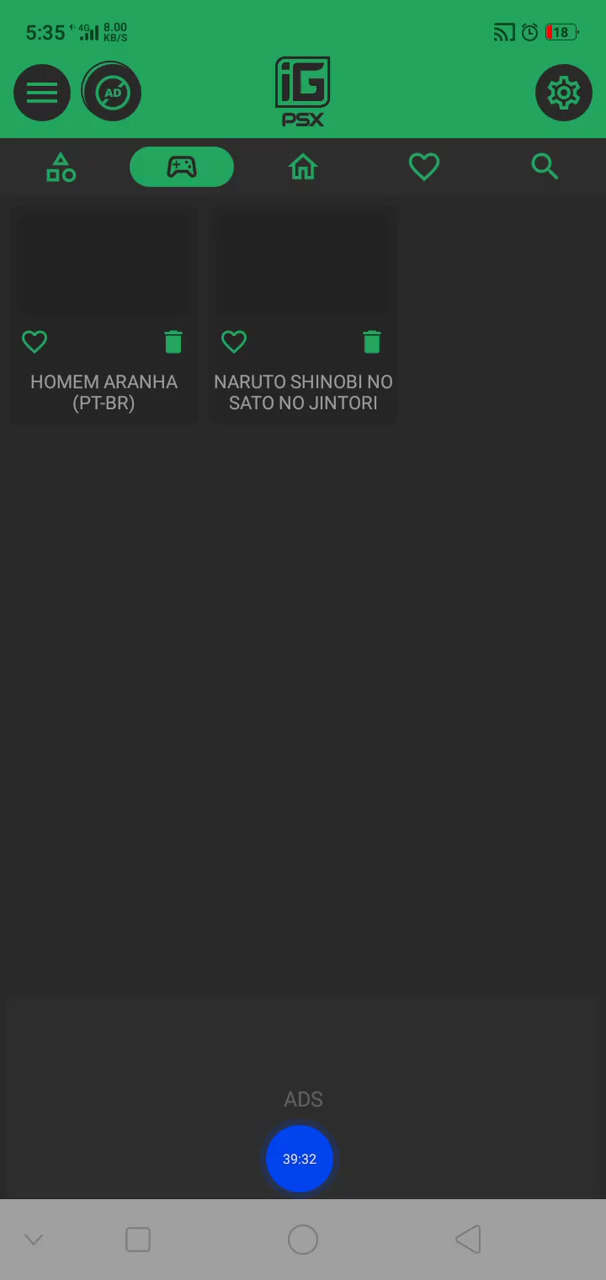 5:35 4G 8.00 KB/S 18
AD
iG
PSX
HOMEM ARANHA
(PT-BR)
NARUTO SHINOBI NO
SATO NO JINTORI
ADS
39:32